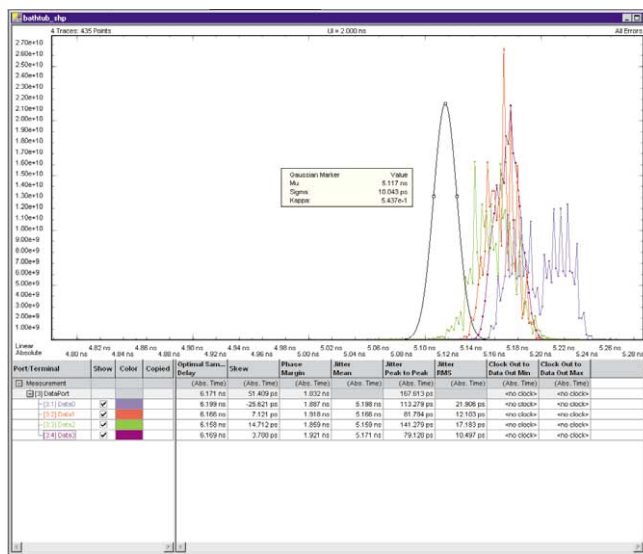 bathtub_shp
4 Traces: 435 Points UI = 2.000 ns All Errors
2.70e+10
2.60e+10
2.50e+10
2.40e+10
2.30e+10
2.20e+10
2.10e+10
2.00e+10
1.90e+10
1.80e+10
1.70e+10
1.60e+10
1.50e+10
1.40e+10
1.30e+10
1.20e+10
1.10e+10
1.00e+10
9.00e+9
8.00e+9
7.00e+9
6.00e+9
5.00e+9
4.00e+9
3.00e+9
2.00e+9
1.00e+9
Gaussian Marker Value
Mu 5.117 ns
Sigma 10.043 ps
Kappa 5.437e-1
Linear 4.82 ns 4.86 ns 4.90 ns 4.94 ns 4.98 ns 5.02 ns 5.06 ns 5.10 ns 5.14 ns 5.18 ns 5.22 ns 5.26 ns
Absolute 4.80 ns 4.84 ns 4.88 ns 4.92 ns 4.96 ns 5.00 ns 5.04 ns 5.08 ns 5.12 ns 5.16 ns 5.20 ns 5.24 ns 5.28 ns
Port/Terminal Show Color Copied Optimal Sam... Delay Skew Phase Margin Jitter Mean Jitter Peak to Peak Jitter RMS Clock Out to Data Out Min Clock Out to Data Out Max
Measurement (Abs. Time) (Abs. Time) (Abs. Time) (Abs. Time) (Abs. Time) (Abs. Time) (Abs. Time) (Abs. Time)
[3] DataPort 6.171 ns 51.409 ps 1.832 ns 167.613 ps <no clock> <no clock>
[3:1] Data0 6.199 ns -25.621 ps 1.887 ns 5.198 ns 113.279 ps 21.906 ps <no clock> <no clock>
[3:2] Data1 6.166 ns 7.121 ps 1.918 ns 5.166 ns 81.794 ps 12.103 ps <no clock> <no clock>
[3:3] Data2 6.158 ns 14.712 ps 1.859 ns 5.159 ns 141.279 ps 17.183 ps <no clock> <no clock>
[3:4] Data3 6.169 ns 3.788 ps 1.921 ns 5.171 ns 79.120 ps 10.497 ps <no clock> <no clock>